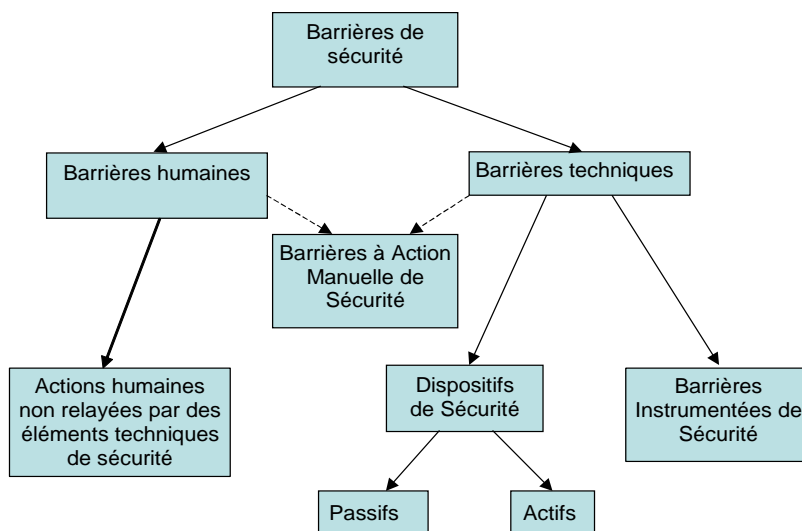 Barrières de
sécurité
Barrières humaines
Barrières techniques
Barrières à Action
Manuelle de
Sécurité
Actions humaines
non relayées par des
éléments techniques
de sécurité
Dispositifs
de Sécurité
Barrières
Instrumentées de
Sécurité
Passifs
Actifs